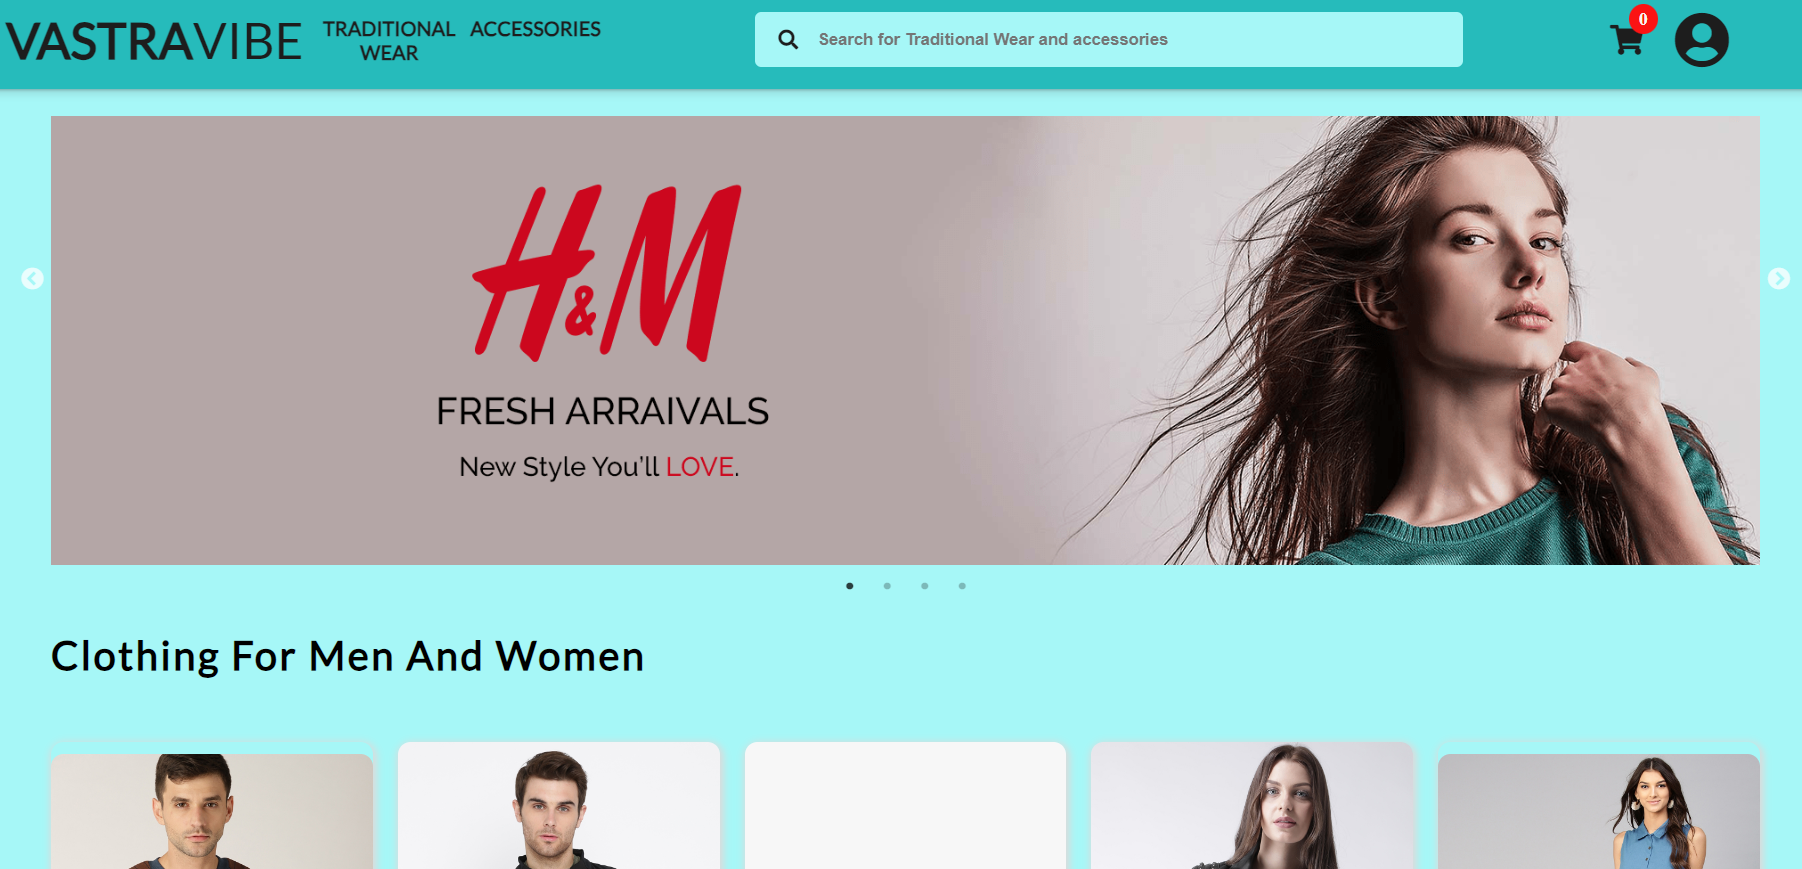 VASTRAVIBE
TRADITIONAL WEAR
ACCESSORIES
Search for Traditional Wear and accessories
0
H&M
FRESH ARRAIVALS
New Style You'll LOVE.
Clothing For Men And Women